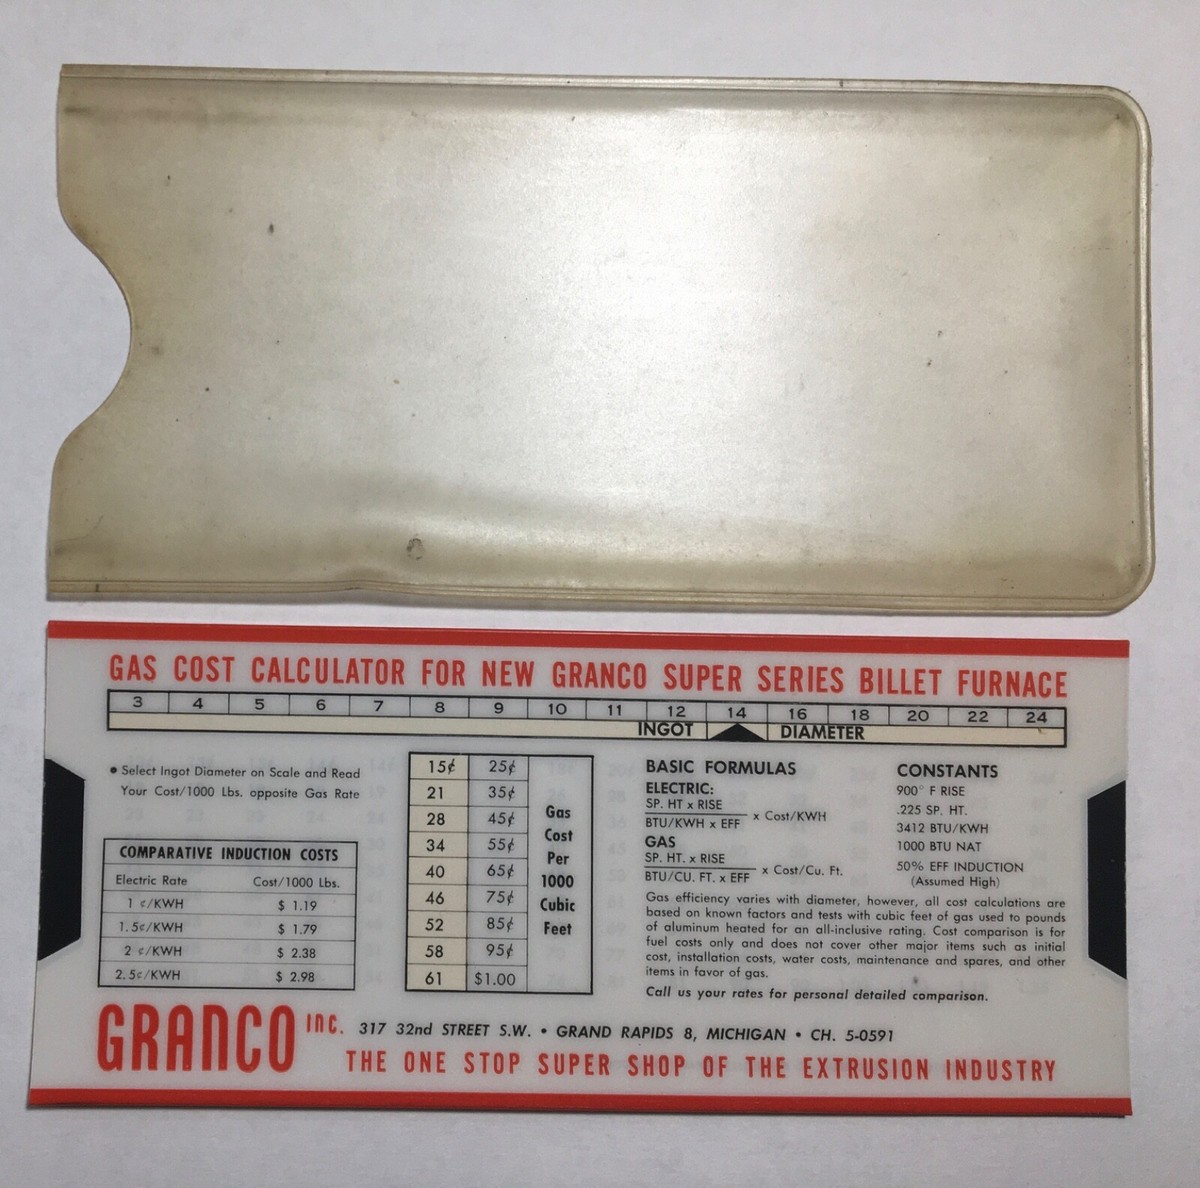 GAS COST CALCULATOR FOR NEW GRANCO SUPER SERIES BILLET FURNACE
3 4 5 6 7 8 9 10 11 12 14 16 18 20 22 24
INGOT DIAMETER
• Select Ingot Diameter on Scale and Read
Your Cost/1000 Lbs. opposite Gas Rate
COMPARATIVE INDUCTION COSTS
Electric Rate Cost/1000 Lbs.
1 ¢/KWH $ 1.19
1.5¢/KWH $ 1.79
2 ¢/KWH $ 2.38
2.5¢/KWH $ 2.98
15¢ 25¢
21 35¢
28 45¢
34 55¢
40 65¢
46 75¢
52 85¢
58 95¢
61 $1.00
Gas
Cost
Per
1000
Cubic
Feet
BASIC FORMULAS
ELECTRIC:
SP. HT x RISE
BTU/KWH x EFF x Cost/KWH
GAS
SP. HT. x RISE
BTU/CU. FT. x EFF x Cost/Cu. Ft.
CONSTANTS
900° F RISE
.225 SP. HT.
3412 BTU/KWH
1000 BTU NAT
50% EFF INDUCTION
(Assumed High)
Gas efficiency varies with diameter, however, all cost calculations are
based on known factors and tests with cubic feet of gas used to pounds
of aluminum heated for an all-inclusive rating. Cost comparison is for
fuel costs only and does not cover other major items such as initial
cost, installation costs, water costs, maintenance and spares, and other
items in favor of gas.
Call us your rates for personal detailed comparison.
GRANCO INC. 317 32nd STREET S.W. • GRAND RAPIDS 8, MICHIGAN • CH. 5-0591
THE ONE STOP SUPER SHOP OF THE EXTRUSION INDUSTRY